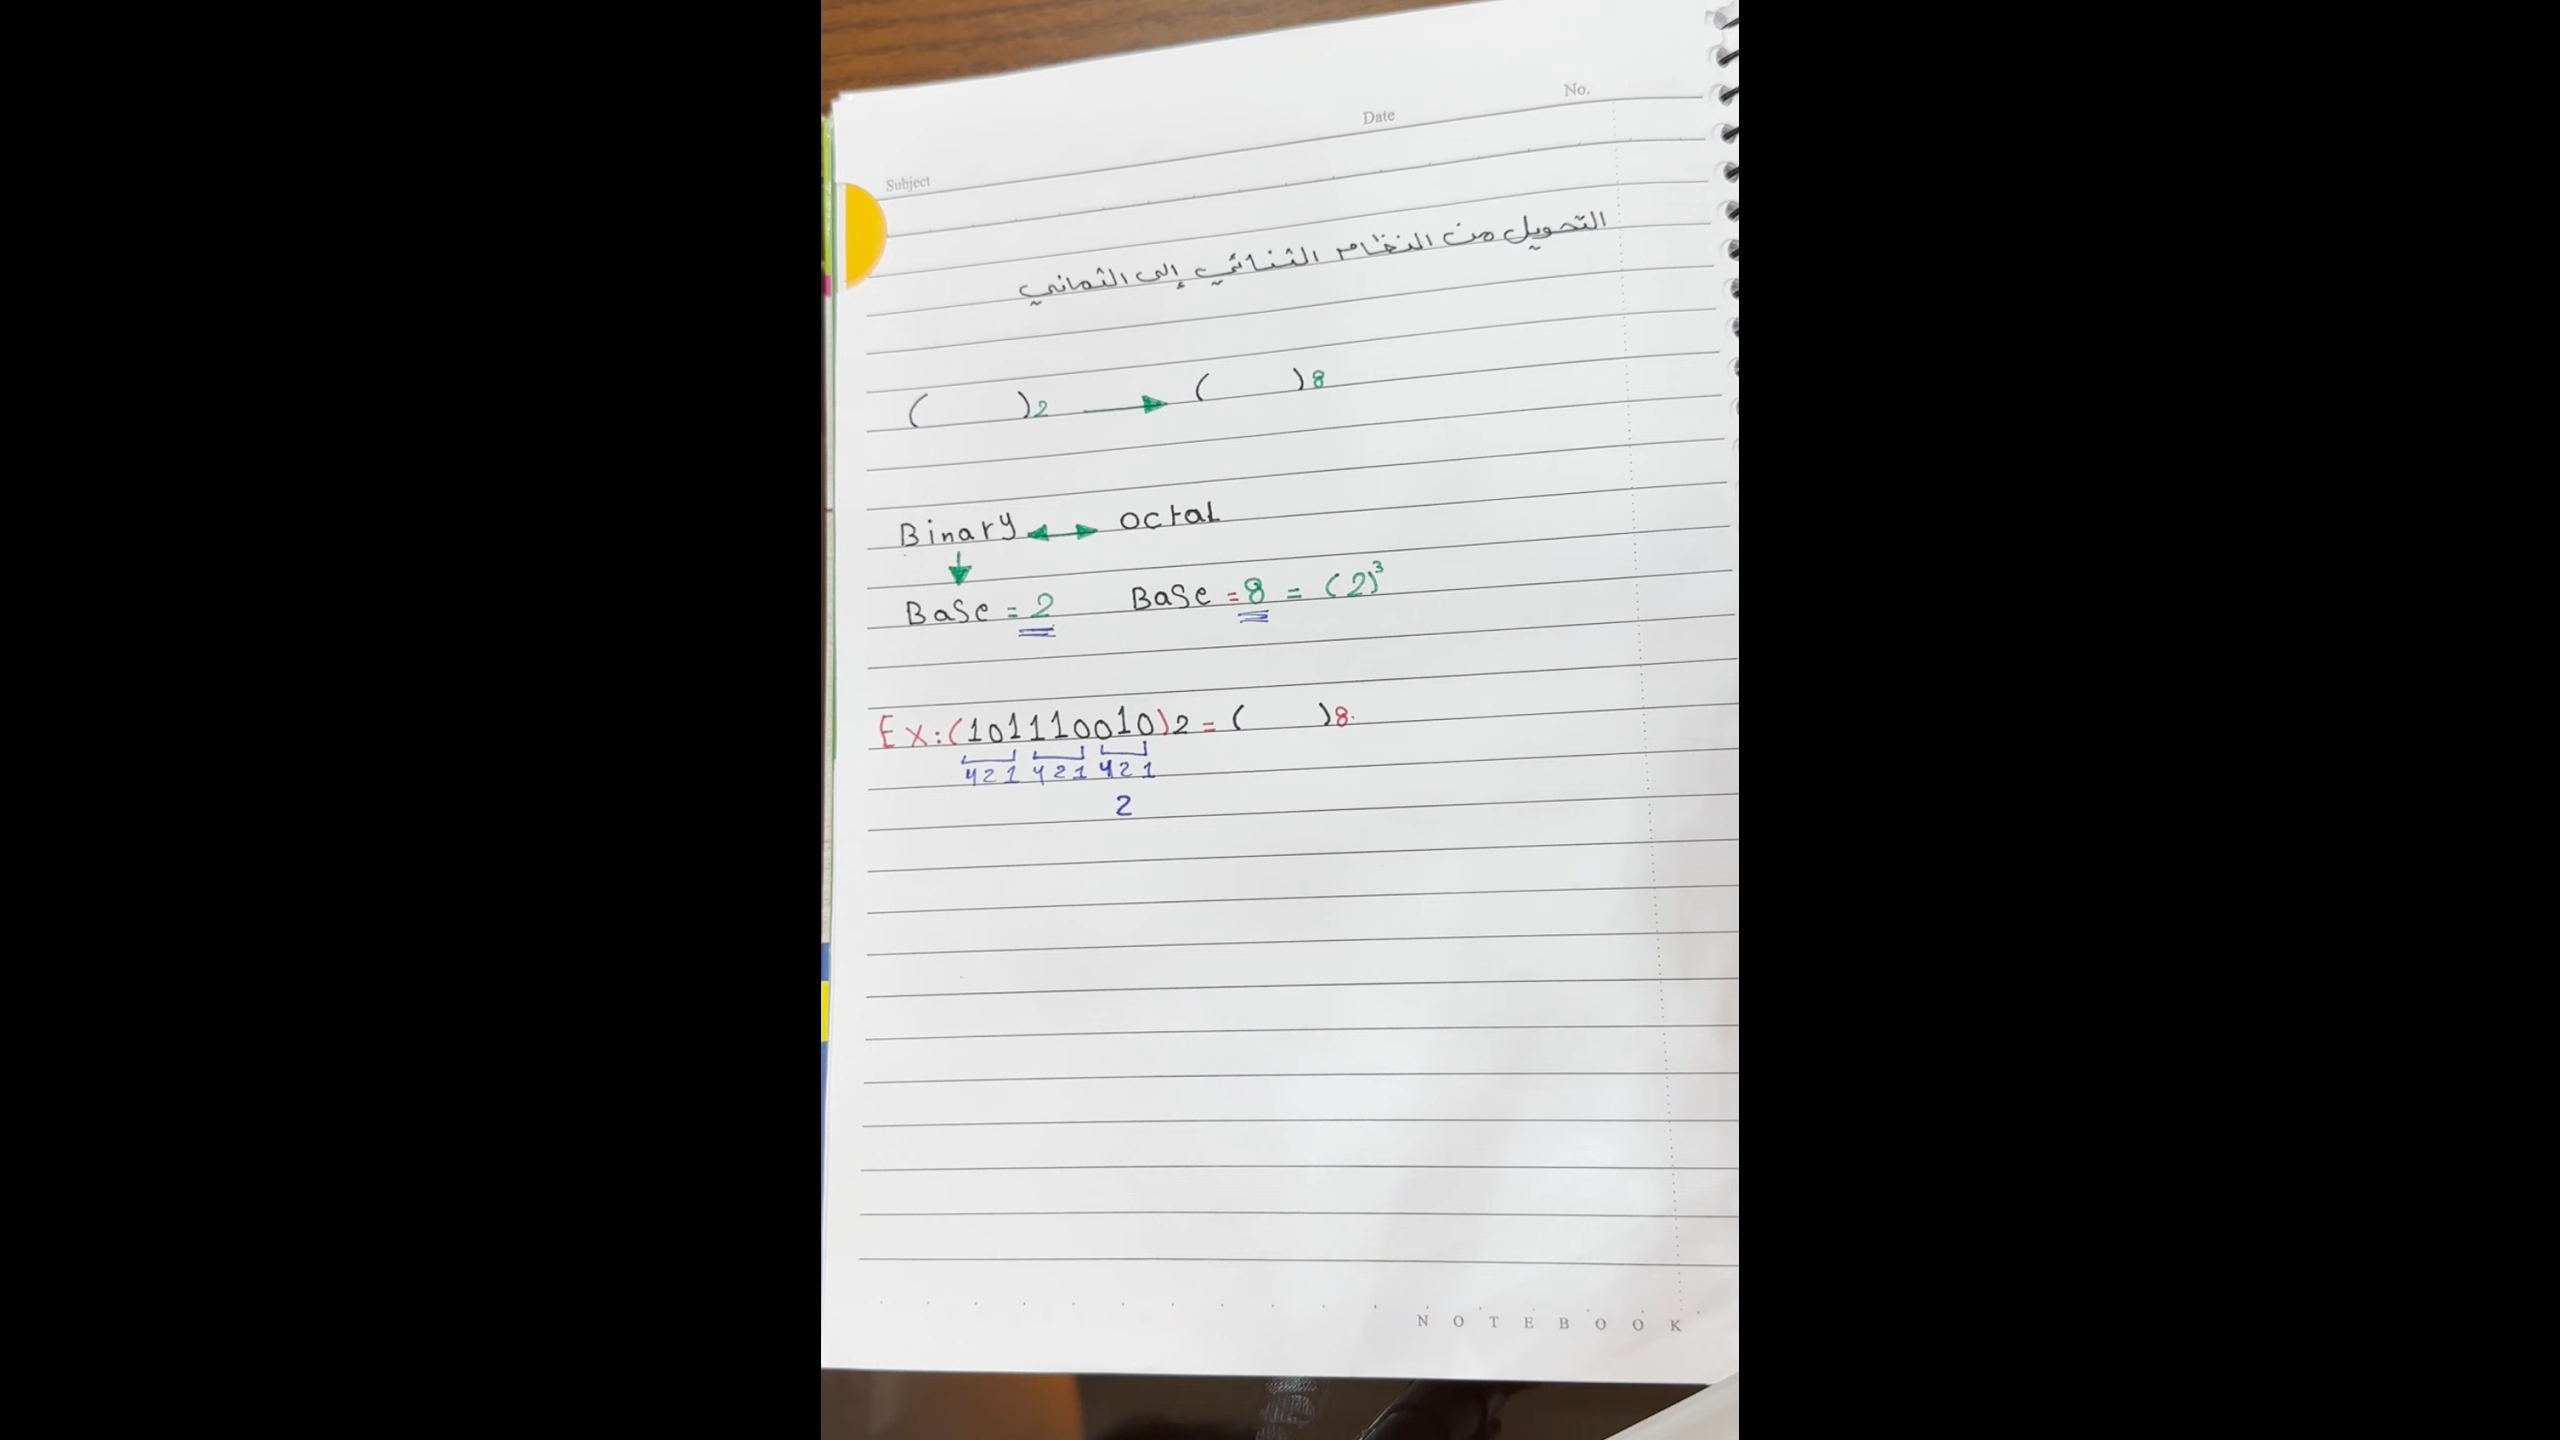 No.
Date
Subject
التحويل من النظام الثنائي إلى الثماني
( )2 → ( )8
Binary ↔ Octal
↓
Base = 2 Base = 8 = (2)³
Ex: (101110010)2 = ( )8.
421 421 421
2
NOTEBOOK